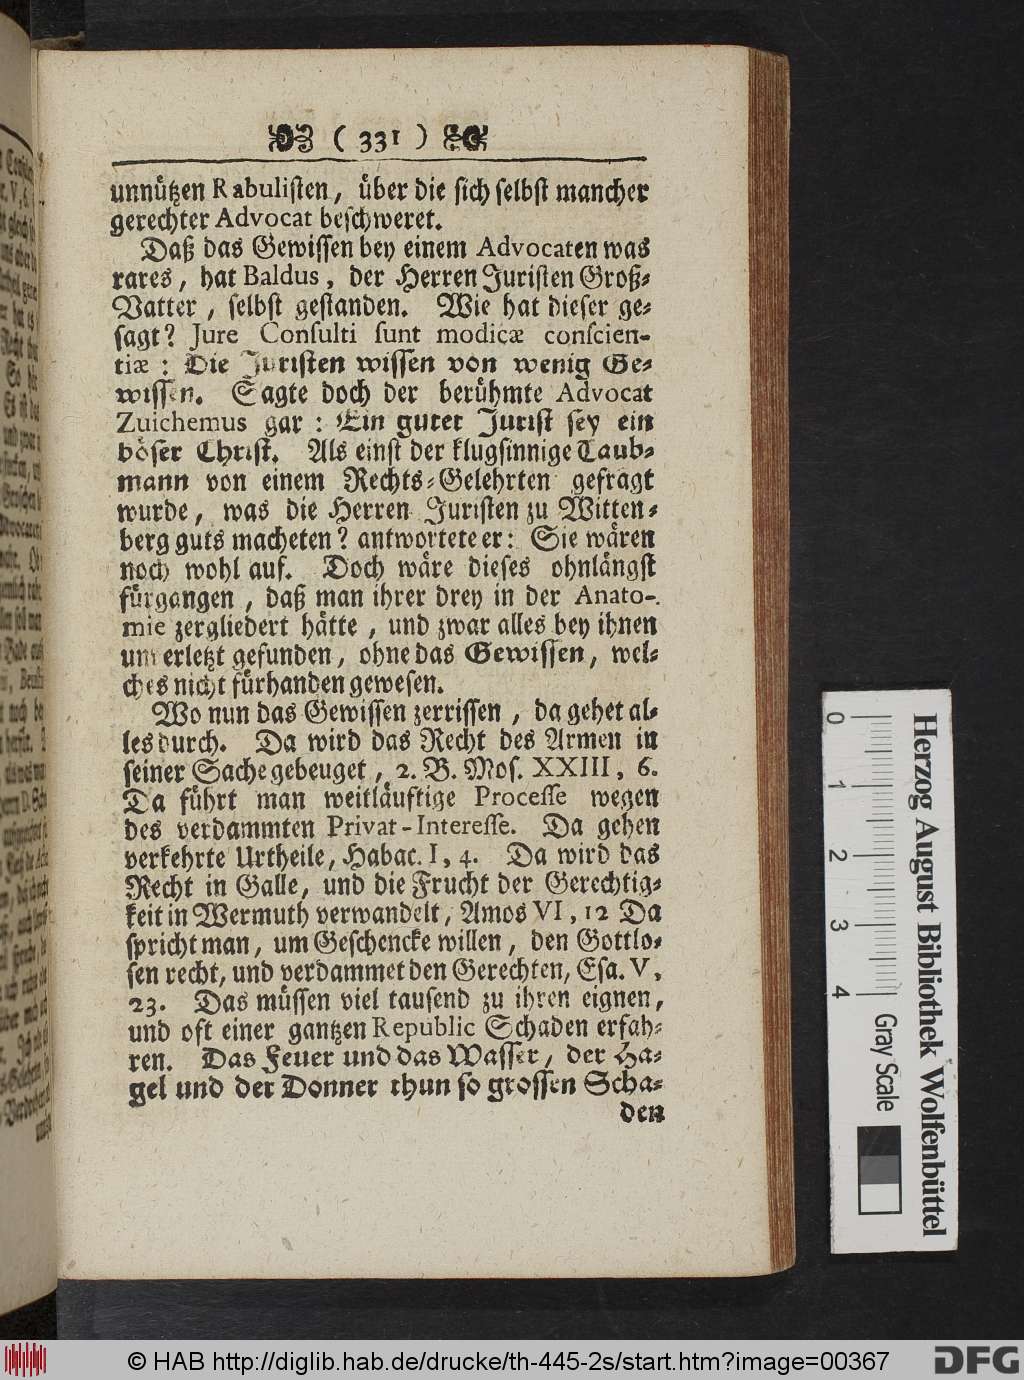 ( 331 )
unnützen Rabulisten, über die sich selbst mancher
gerechter Advocat beschweret.
Daß das Gewissen bey einem Advocaten was
rares, hat Baldus, der Herren Juristen Groß-
Vatter, selbst gestanden. Wie hat dieser ge-
sagt? Jure Consulti sunt modicæ conscien-
tiæ: Die Juristen wissen von wenig Ge-
wissen. Sagte doch der berühmte Advocat
Zuichemus gar: Ein guter Jurist sey ein
böser Christ. Als einst der klugsinnige Taub-
mann von einem Rechts-Gelehrten gefragt
wurde, was die Herren Juristen zu Witten-
berg guts macheten? antwortete er: Sie wären
noch wohl auf. Doch wäre dieses ohnlängst
fürgangen, daß man ihrer drey in der Anato-
mie zergliedert hätte, und zwar alles bey ihnen
unverletzt gefunden, ohne das Gewissen, wel-
ches nicht fürhanden gewesen.
Wo nun das Gewissen zerrissen, da gehet al-
les durch. Da wird das Recht des Armen in
seiner Sache gebeuget, 2. B. Mos. XXIII, 6.
Da führt man weitläuftige Processe wegen
des verdammten Privat-Interesse. Da gehen
verkehrte Urtheile, Habac. I, 4. Da wird das
Recht in Galle, und die Frucht der Gerechtig-
keit in Wermuth verwandelt, Amos VI, 12 Da
spricht man, um Geschencke willen, den Gottlo-
sen recht, und verdammet den Gerechten, Esa. V,
23. Das müssen viel tausend zu ihren eignen,
und oft einer gantzen Republic Schaden erfah-
ren. Das Feuer und das Wasser, der Ha-
gel und der Donner thun so grossen Scha-
den
Herzog August Bibliothek Wolfenbüttel
0 1 2 3 4 Gray Scale
© HAB http://diglib.hab.de/drucke/th-445-2s/start.htm?image=00367
DFG